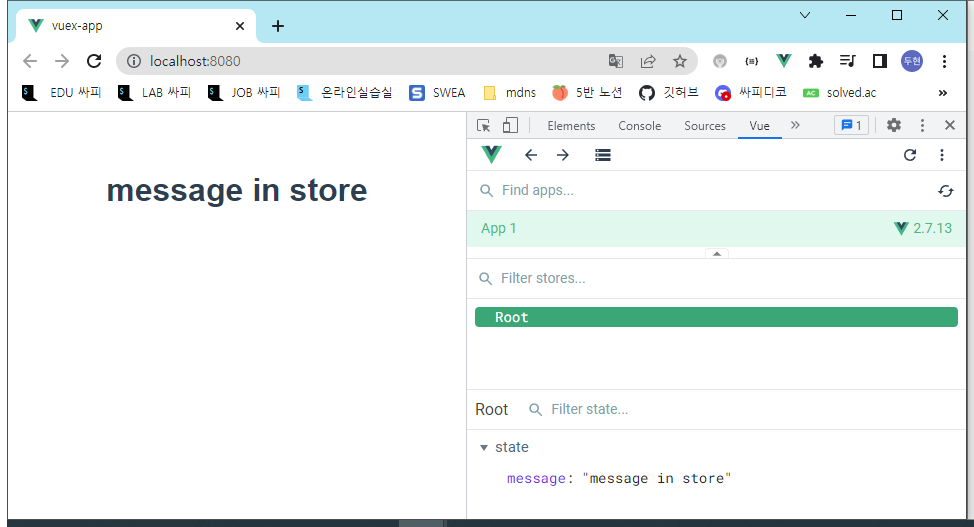 vuex-app
localhost:8080
두현
EDU 싸피 LAB 싸피 JOB 싸피 온라인실습실 SWEA mdns 5반 노션 깃허브 싸피디코 AC solved.ac »
message in store
Elements Console Sources Vue » 1
Find apps...
App 1 2.7.13
Filter stores...
Root
Root Filter state...
state
message: "message in store"